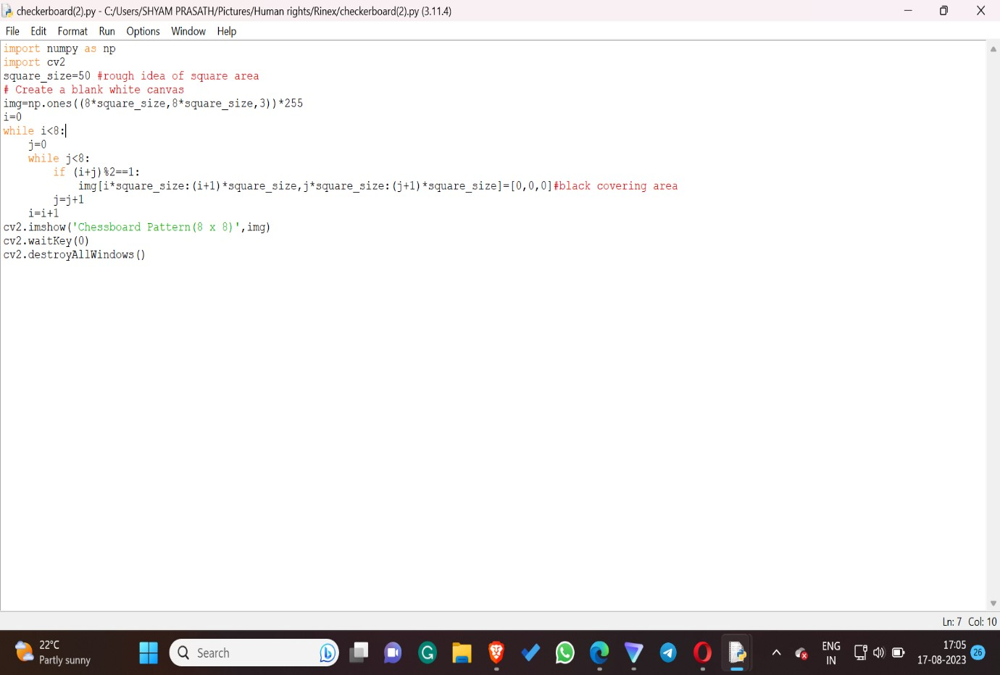 checkerboard(2).py - C:/Users/SHYAM PRASATH/Pictures/Human rights/Rinex/checkerboard(2).py (3.11.4)
File Edit Format Run Options Window Help
import numpy as np
import cv2
square_size=50 #rough idea of square area
# Create a blank white canvas
img=np.ones((8*square_size,8*square_size,3))*255
i=0
while i<8:
    j=0
    while j<8:
        if (i+j)%2==1:
            img[i*square_size:(i+1)*square_size,j*square_size:(j+1)*square_size]=[0,0,0]#black covering area
        j=j+1
    i=i+1
cv2.imshow('Chessboard Pattern(8 x 8)',img)
cv2.waitKey(0)
cv2.destroyAllWindows()
Ln: 7 Col: 10
22°C
Partly sunny
Search
ENG
IN
17:05
17-08-2023
26